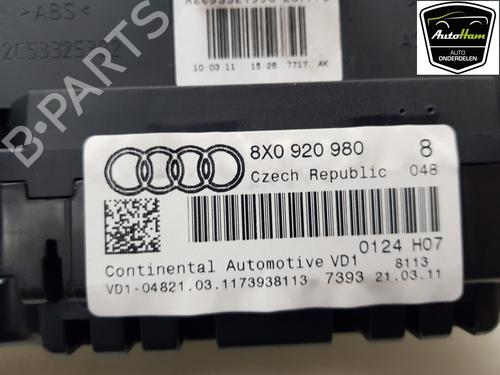 >ABS<
A2C53325302
10.03.11 15 28 7717 AK
AutoHam
AUTO
ONDERDELEN
B-Parts
8X0 920 980 8
Czech Republic 048
0124 H07
Continental Automotive VD1 8113
VD1-04821.03.1173938113 7393 21.03.11